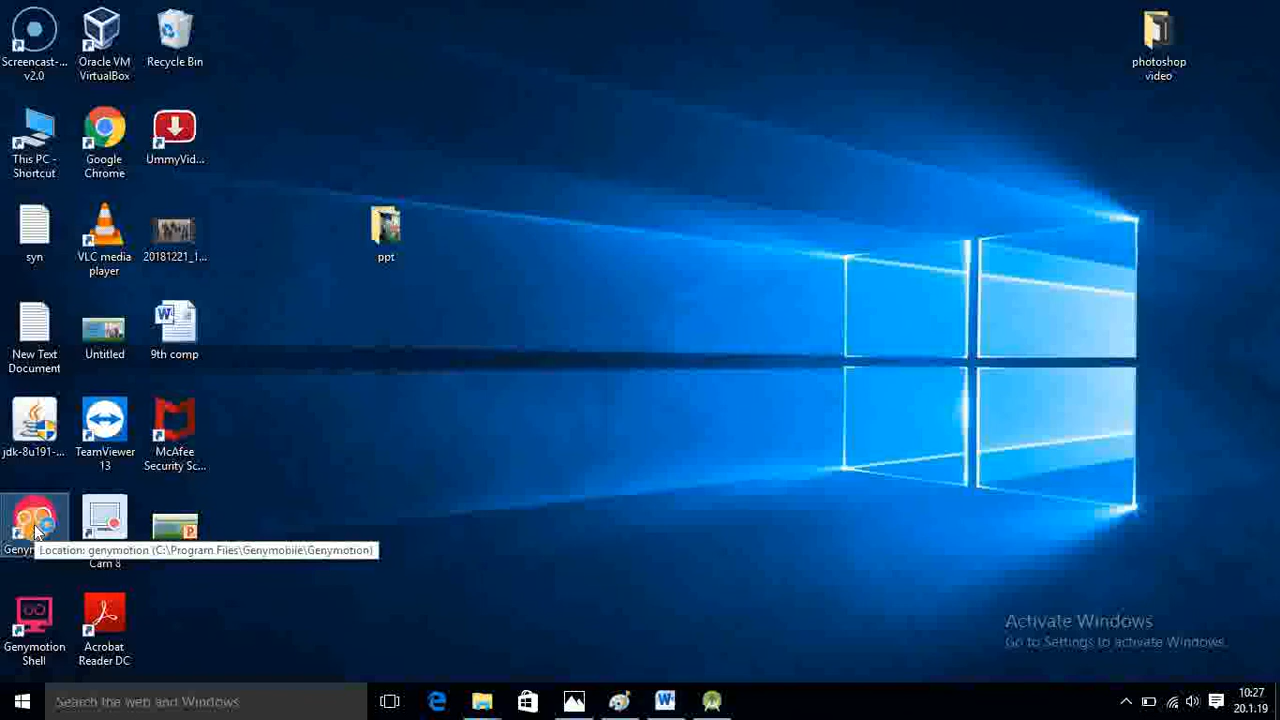 Screencast-...
v2.0
Oracle VM
VirtualBox
Recycle Bin
photoshop
video
This PC -
Shortcut
Google
Chrome
UmmyVid...
syn
VLC media
player
20181221_1...
ppt
New Text
Document
Untitled
9th comp
jdk-8u191-...
TeamViewer
13
McAfee
Security Sc...
Genym
Location: genymotion (C:\Program Files\Genymobile\Genymotion)
Cam 8
Genymotion
Shell
Acrobat
Reader DC
Activate Windows
Go to Settings to activate Windows.
Search the web and Windows
10:27
20.1.19